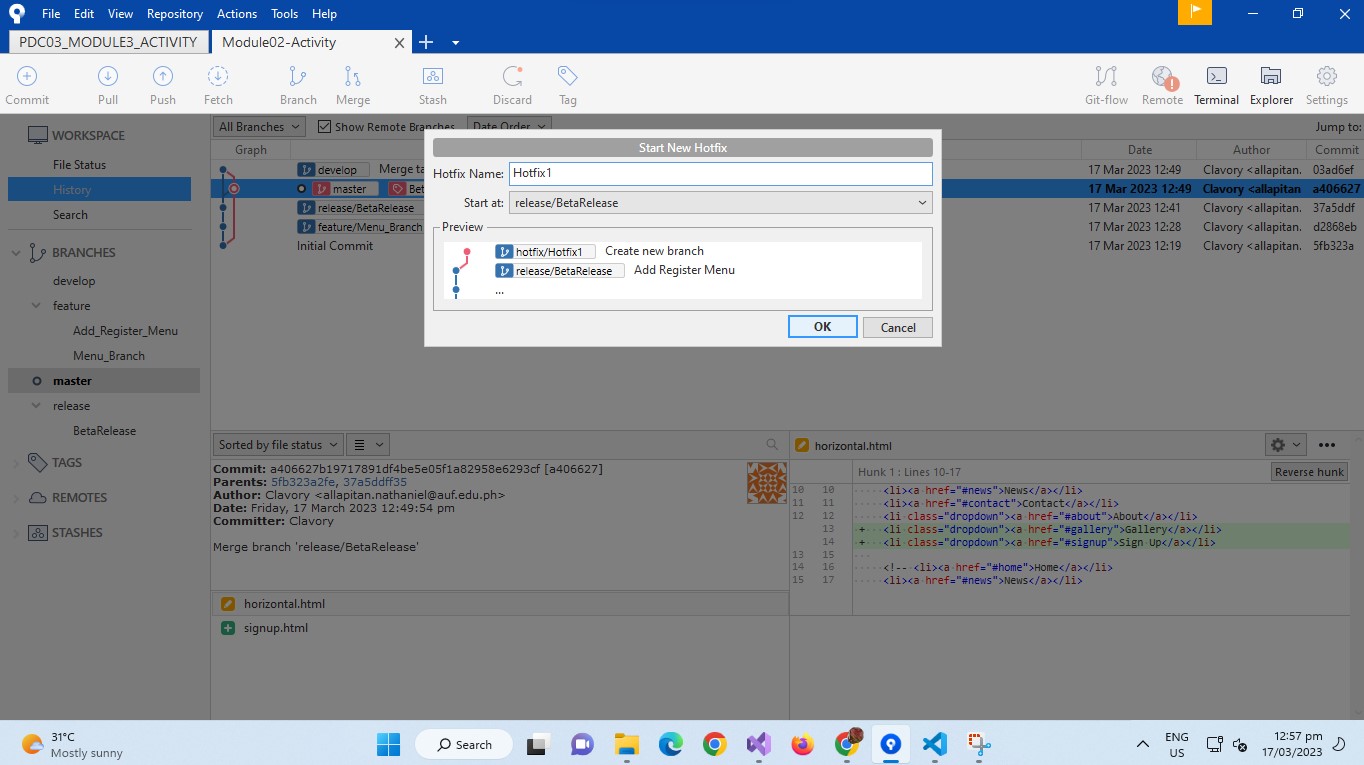 File Edit View Repository Actions Tools Help
PDC03_MODULE3_ACTIVITY Module02-Activity
Commit Pull Push Fetch Branch Merge Stash Discard Tag Git-flow Remote Terminal Explorer Settings
WORKSPACE
File Status
History
Search
BRANCHES
develop
feature
Add_Register_Menu
Menu_Branch
master
release
BetaRelease
TAGS
REMOTES
STASHES
All Branches Show Remote Branches Date Order Jump to:
Graph Date Author Commit
develop Merge ta 17 Mar 2023 12:49 Clavory <allapitan. 03ad6ef
master Bet 17 Mar 2023 12:49 Clavory <allapitan a406627
release/BetaRelease 17 Mar 2023 12:41 Clavory <allapitan. 37a5ddf
feature/Menu_Branch 17 Mar 2023 12:28 Clavory <allapitan. d2868eb
Initial Commit 17 Mar 2023 12:19 Clavory <allapitan. 5fb323a
Start New Hotfix
Hotfix Name: Hotfix1
Start at: release/BetaRelease
Preview
hotfix/Hotfix1 Create new branch
release/BetaRelease Add Register Menu
...
OK Cancel
Sorted by file status
Commit: a406627b19717891df4be5e05f1a82958e6293cf [a406627]
Parents: 5fb323a2fe, 37a5ddff35
Author: Clavory <allapitan.nathaniel@auf.edu.ph>
Date: Friday, 17 March 2023 12:49:54 pm
Committer: Clavory
Merge branch 'release/BetaRelease'
horizontal.html
signup.html
horizontal.html
Hunk 1 : Lines 10-17 Reverse hunk
10 10 <li><a href="#news">News</a></li>
11 11 <li><a href="#contact">Contact</a></li>
12 12 <li class="dropdown"><a href="#about">About</a></li>
13 + <li class="dropdown"><a href="#gallery">Gallery</a></li>
14 + <li class="dropdown"><a href="#signup">Sign Up</a></li>
13 15
14 16 <!-- <li><a href="#home">Home</a></li>
15 17 <li><a href="#news">News</a></li>
31°C
Mostly sunny
Search
ENG
US
12:57 pm
17/03/2023